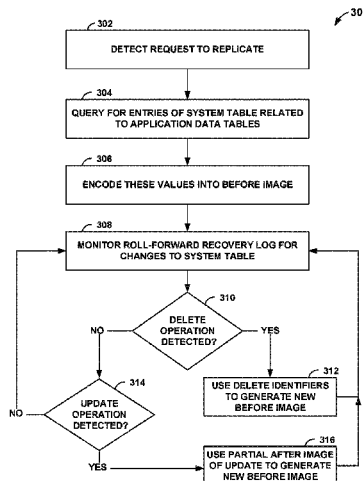 30
302
DETECT REQUEST TO REPLICATE
304
QUERY FOR ENTRIES OF SYSTEM TABLE RELATED
TO APPLICATION DATA TABLES
306
ENCODE THESE VALUES INTO BEFORE IMAGE
308
MONITOR ROLL-FORWARD RECOVERY LOG FOR
CHANGES TO SYSTEM TABLE
310
DELETE
OPERATION
DETECTED?
NO
YES
312
USE DELETE IDENTIFIERS
TO GENERATE NEW
BEFORE IMAGE
314
UPDATE
OPERATION
DETECTED?
NO
YES
316
USE PARTIAL AFTER IMAGE
OF UPDATE TO GENERATE
NEW BEFORE IMAGE